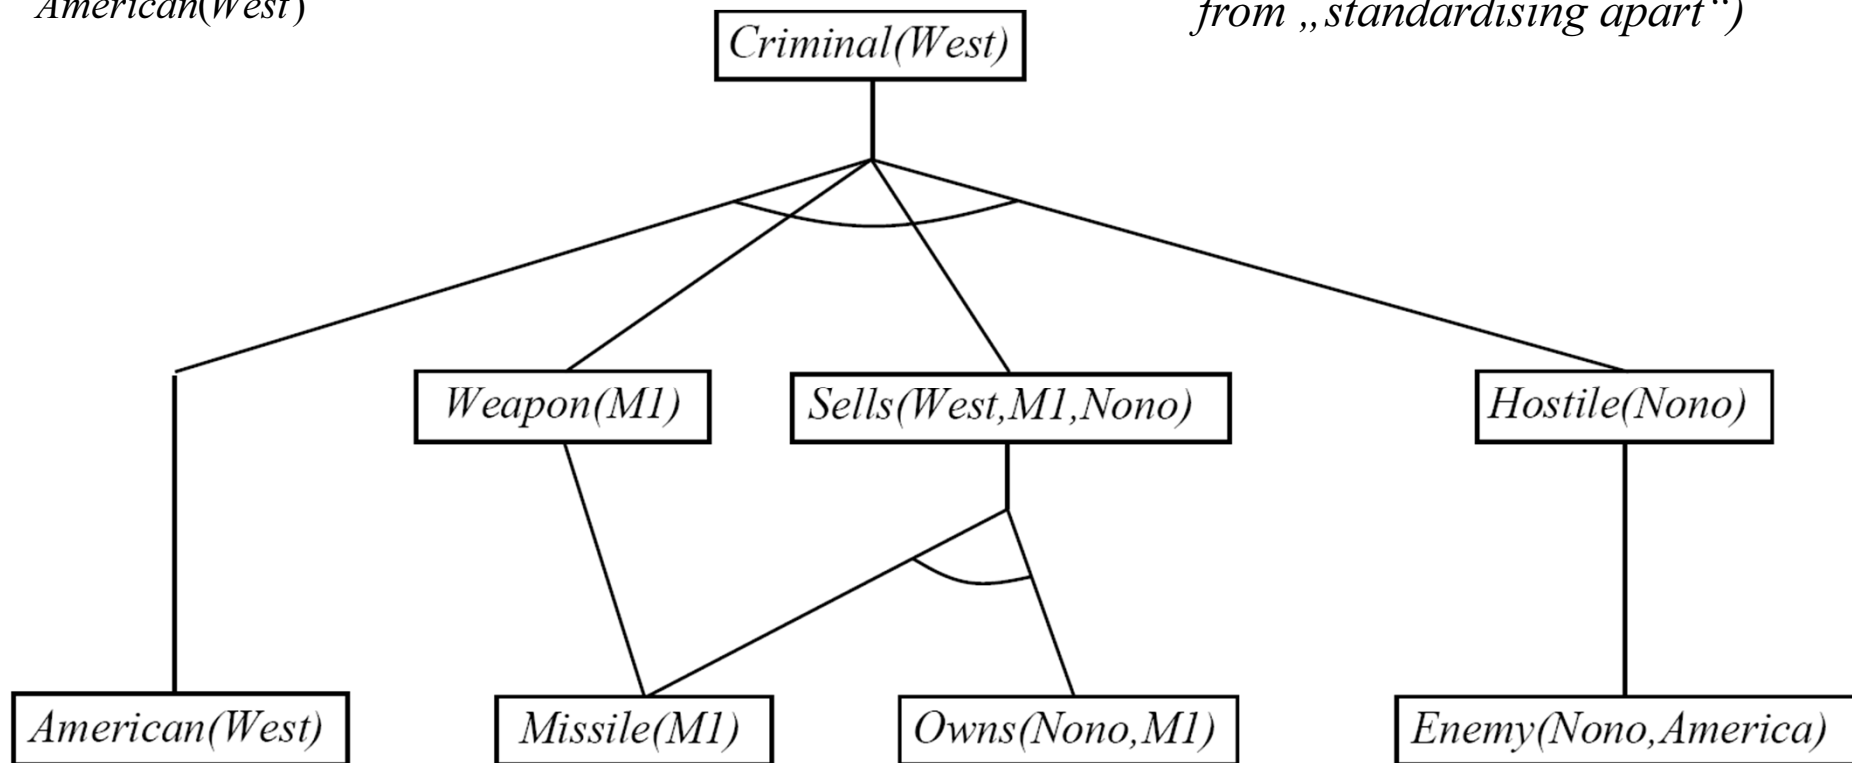 American(West)
from „standardising apart“)
Criminal(West)
Weapon(M1)
Sells(West,M1,Nono)
Hostile(Nono)
American(West)
Missile(M1)
Owns(Nono,M1)
Enemy(Nono,America)